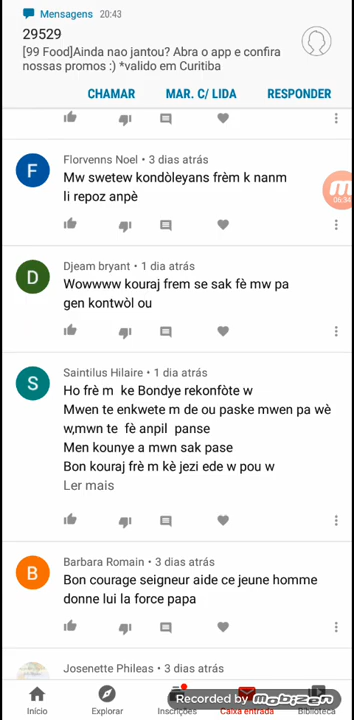 Mensagens 20:43
29529
[99 Food]Ainda nao jantou? Abra o app e confira
nossas promos :) *valido em Curitiba
CHAMAR MAR. C/ LIDA RESPONDER
06:34
F
Florvenns Noel • 3 dias atrás
Mw swetew kondòleyans frèm k nanm
li repoz anpè
D
Djeam bryant • 1 dia atrás
Wowwww kouraj frem se sak fè mw pa
gen kontwòl ou
S
Saintilus Hilaire • 1 dia atrás
Ho frè m ke Bondye rekonfòte w
Mwen te enkwete m de ou paske mwen pa wè
w,mwn te fè anpil panse
Men kounye a mwn sak pase
Bon kouraj frè m kè jezi ede w pou w
Ler mais
B
Barbara Romain • 3 dias atrás
Bon courage seigneur aide ce jeune homme
donne lui la force papa
Josenette Phileas • 3 dias atrás
Recorded by Mobizen
Início Explorar Inscrições Caixa entrada Biblioteca